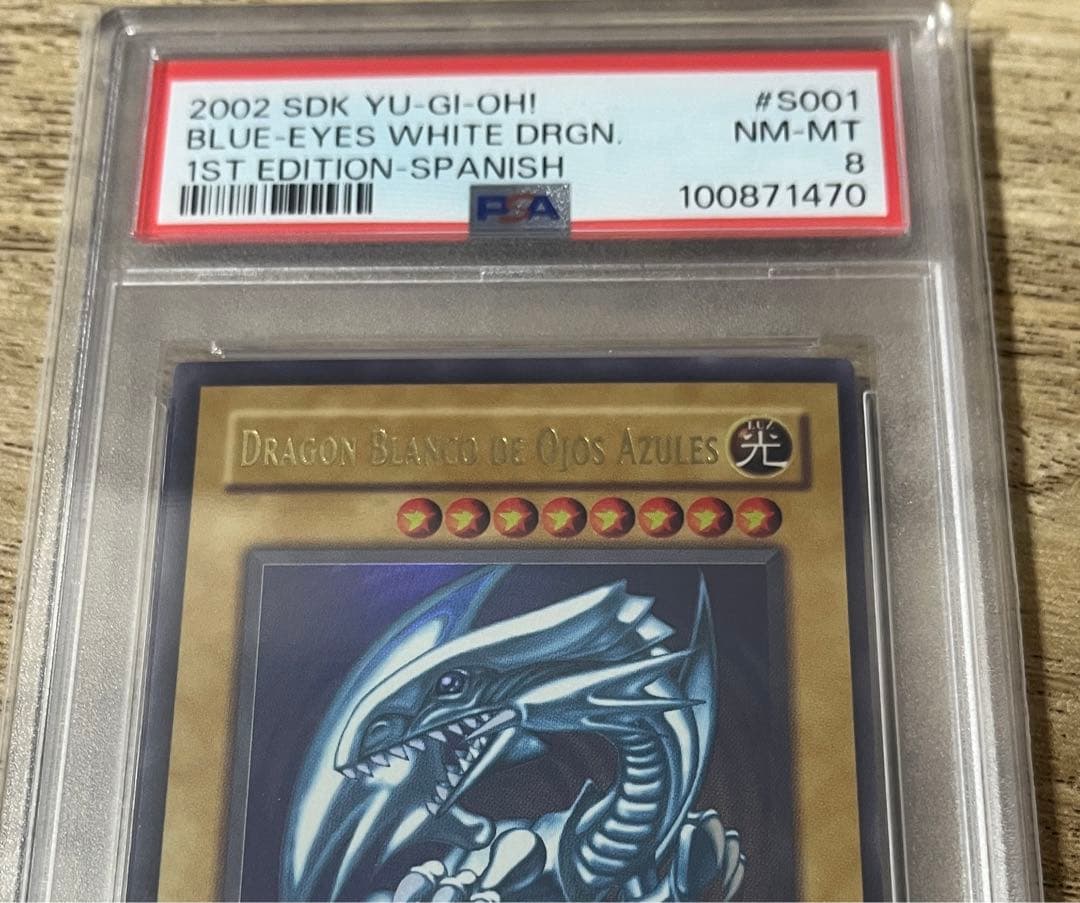 2002 SDK YU-GI-OH! #S001
BLUE-EYES WHITE DRGN. NM-MT
1ST EDITION-SPANISH 8
PSA 100871470
DRAGON BLANCO DE OJOS AZULES
LUZ
光